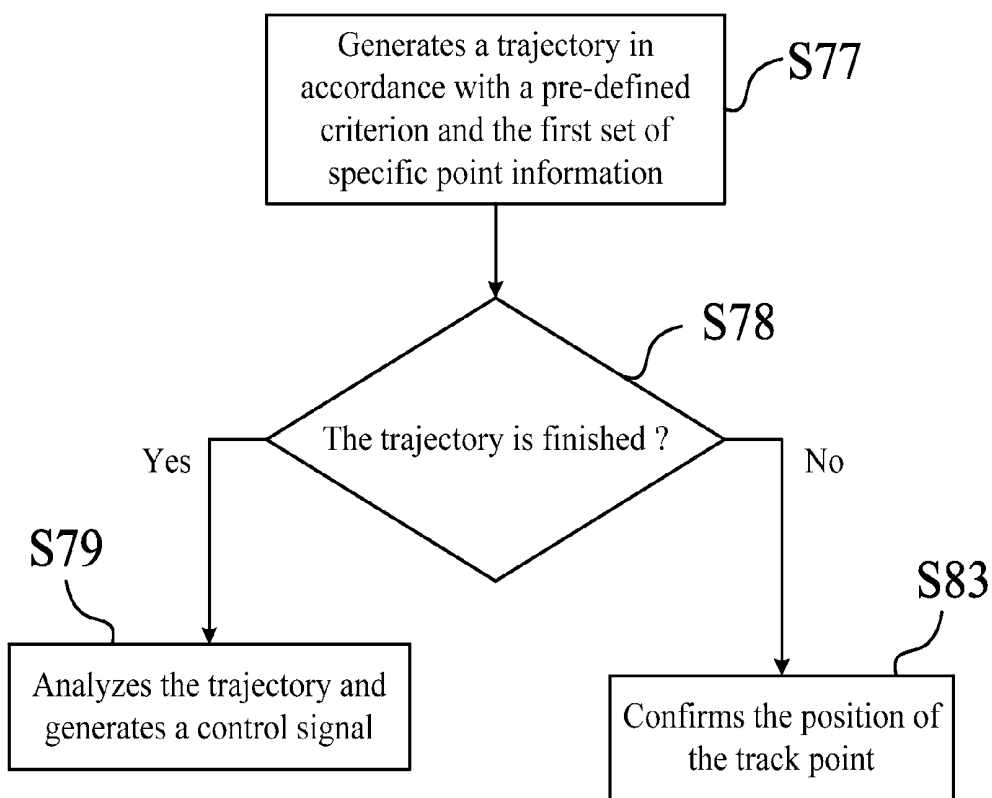 Generates a trajectory in
accordance with a pre-defined
criterion and the first set of
specific point information
S77
S78
The trajectory is finished ?
Yes
No
S79
S83
Analyzes the trajectory and
generates a control signal
Confirms the position of
the track point